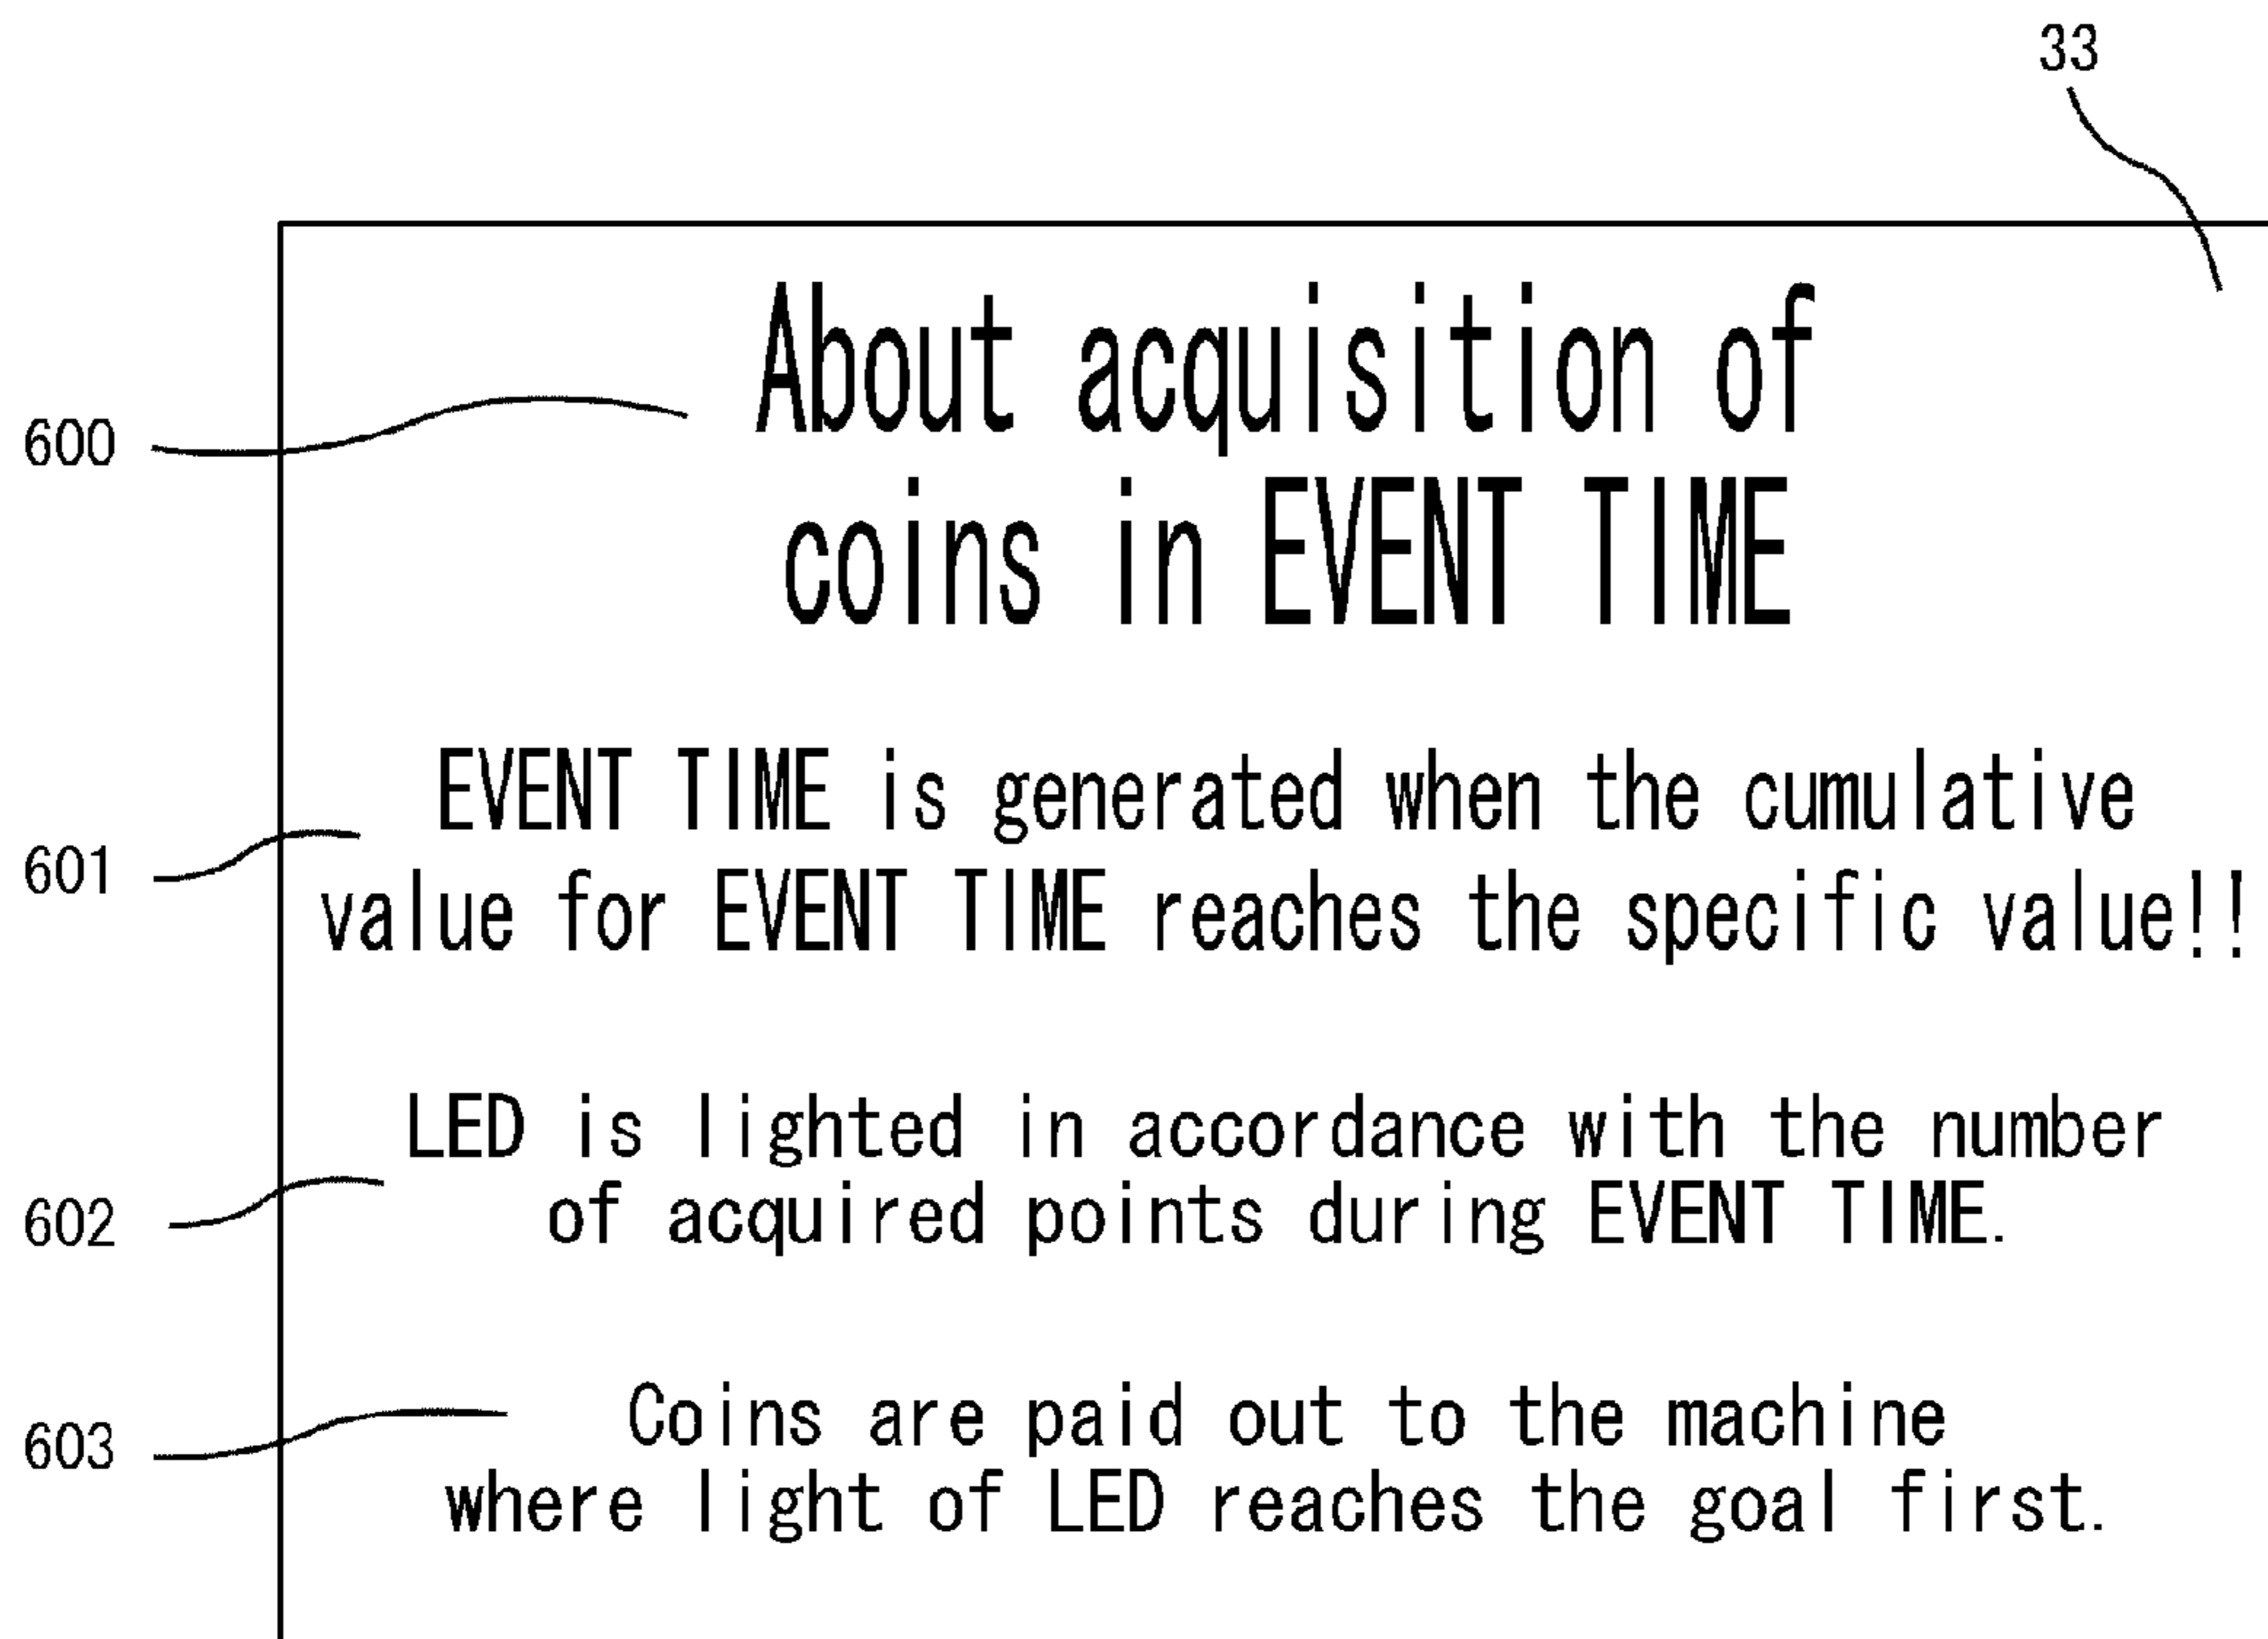 33
600
About acquisition of
coins in EVENT TIME
601
EVENT TIME is generated when the cumulative
value for EVENT TIME reaches the specific value!!
602
LED is lighted in accordance with the number
of acquired points during EVENT TIME.
603
Coins are paid out to the machine
where light of LED reaches the goal first.